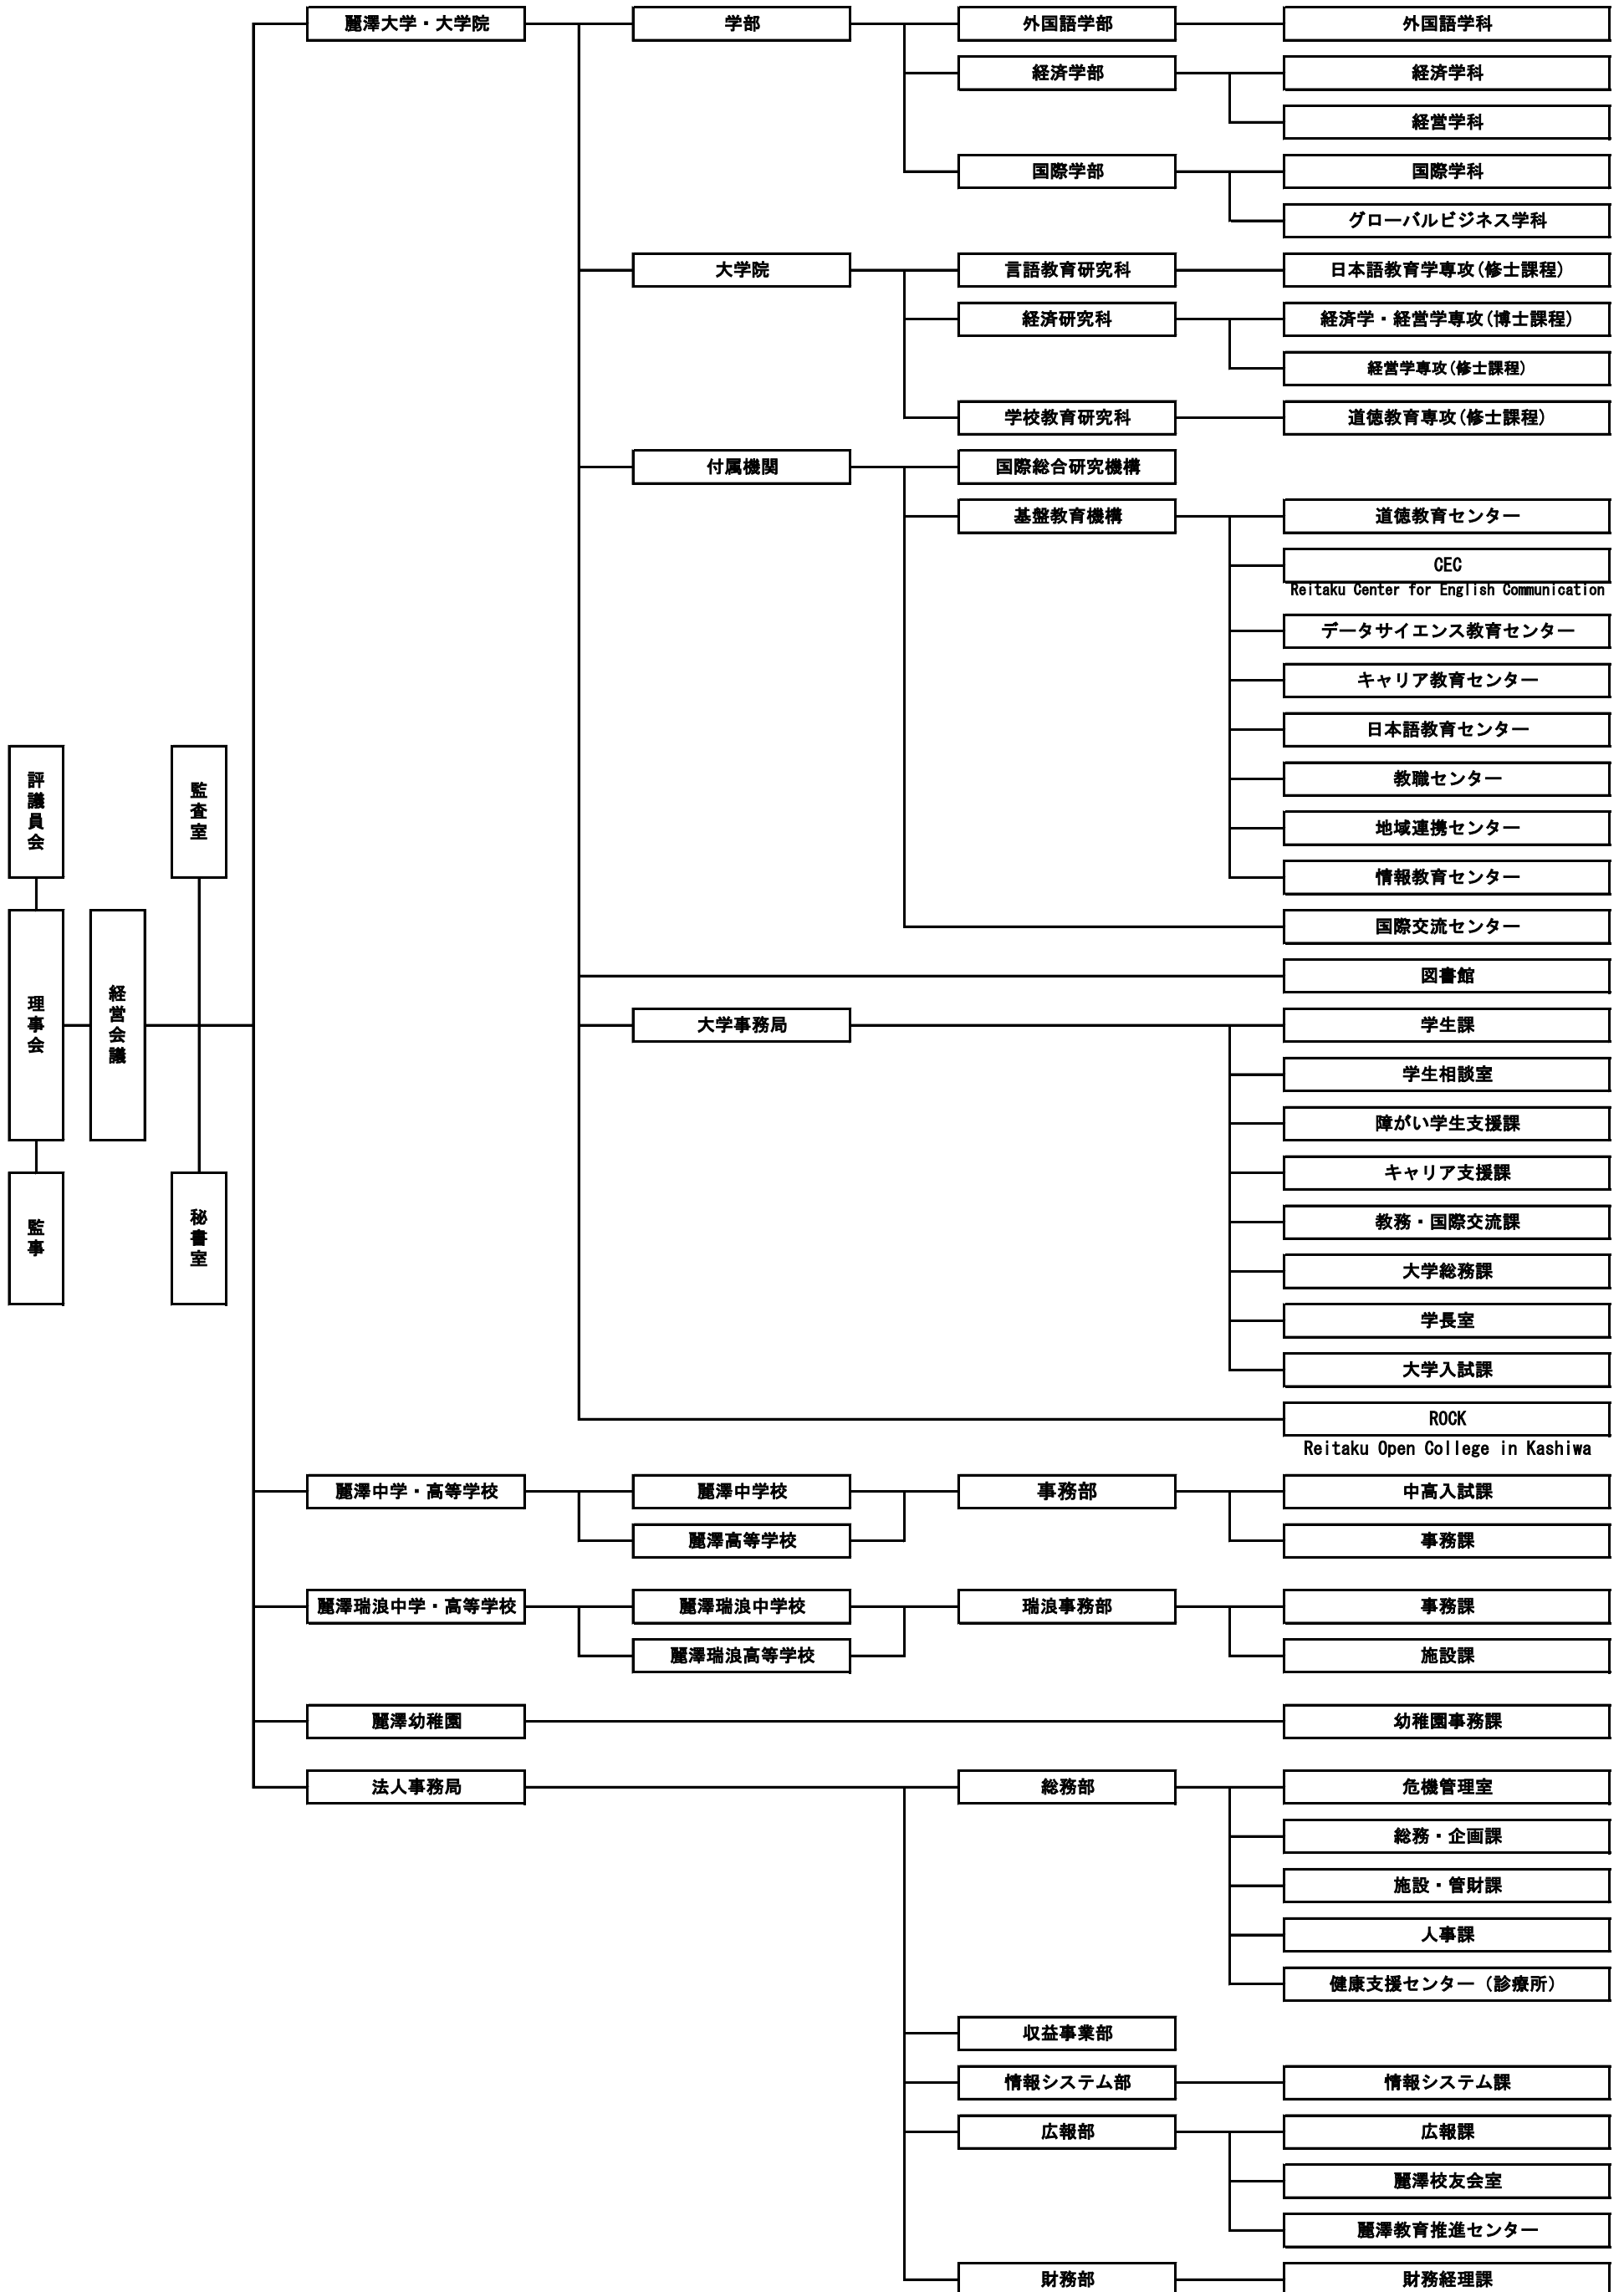 麗澤大学・大学院
学部
外国語学部
外国語学科
経済学部
経済学科
経営学科
国際学部
国際学科
グローバルビジネス学科
大学院
言語教育研究科
日本語教育学専攻(修士課程)
経済研究科
経済学・経営学専攻(博士課程)
経営学専攻(修士課程)
学校教育研究科
道徳教育専攻(修士課程)
付属機関
国際総合研究機構
基盤教育機構
道徳教育センター
CEC
Reitaku Center for English Communication
データサイエンス教育センター
キャリア教育センター
日本語教育センター
教職センター
地域連携センター
情報教育センター
国際交流センター
図書館
評議員会
監査室
理事会
経営会議
監事
秘書室
大学事務局
学生課
学生相談室
障がい学生支援課
キャリア支援課
教務・国際交流課
大学総務課
学長室
大学入試課
ROCK
Reitaku Open College in Kashiwa
麗澤中学・高等学校
麗澤中学校
事務部
中高入試課
麗澤高等学校
事務課
麗澤瑞浪中学・高等学校
麗澤瑞浪中学校
瑞浪事務部
事務課
麗澤瑞浪高等学校
施設課
麗澤幼稚園
幼稚園事務課
法人事務局
総務部
危機管理室
総務・企画課
施設・管財課
人事課
健康支援センター（診療所）
収益事業部
情報システム部
情報システム課
広報部
広報課
麗澤校友会室
麗澤教育推進センター
財務部
財務経理課